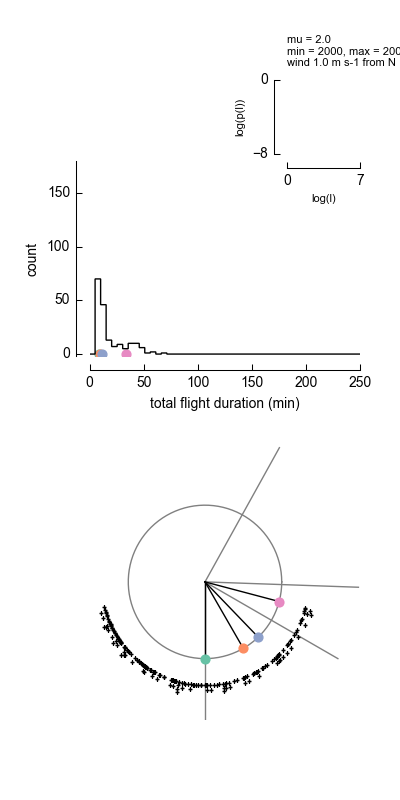 mu = 2.0
min = 2000, max = 200
wind 1.0 m s-1 from N
0
log(p(l))
−8
0 7
log(l)
150
100
count
50
0
0 50 100 150 200 250
total flight duration (min)